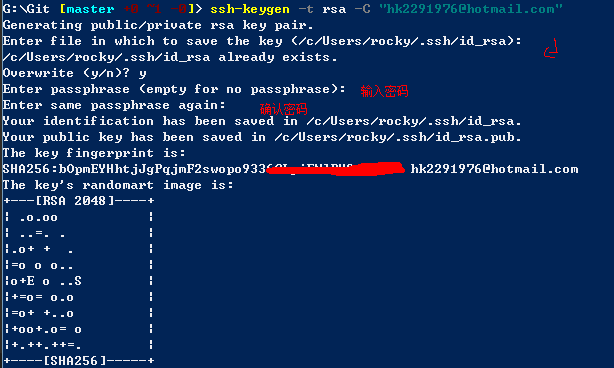 G:\Git [master +0 ~1 -0]> ssh-keygen -t rsa -C "hk2291976@hotmail.com"
Generating public/private rsa key pair.
Enter file in which to save the key (/c/Users/rocky/.ssh/id_rsa):
/c/Users/rocky/.ssh/id_rsa already exists.
Overwrite (y/n)? y
Enter passphrase (empty for no passphrase): 输入密码
Enter same passphrase again: 确认密码
Your identification has been saved in /c/Users/rocky/.ssh/id_rsa.
Your public key has been saved in /c/Users/rocky/.ssh/id_rsa.pub.
The key fingerprint is:
SHA256:bOpmEYHhtjJgPqjmF2swopo933 hk2291976@hotmail.com
The key's randomart image is:
+---[RSA 2048]----+
¦ .o.oo ¦
¦ ..=. . ¦
¦.o+ + . ¦
¦=o o o.. ¦
¦o+E o ..S ¦
¦+=o= o.o ¦
¦=o+ +..o ¦
¦+oo+.o= o ¦
¦+.++.++=. ¦
+----[SHA256]-----+